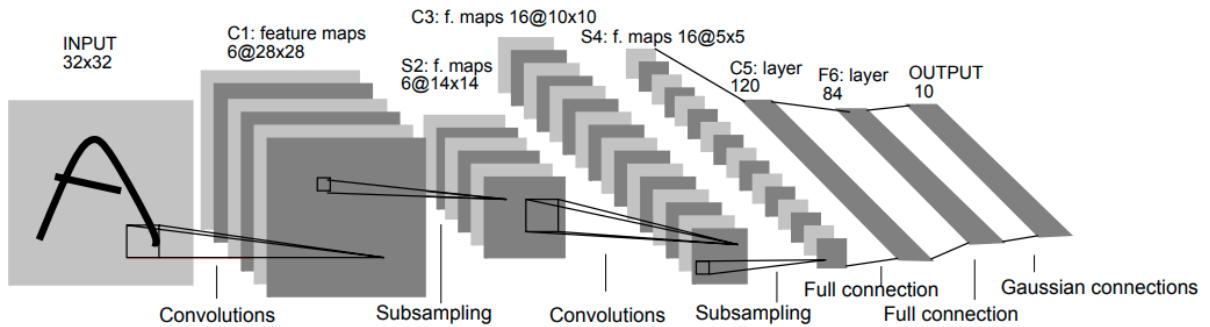 INPUT
32x32
C1: feature maps
6@28x28
S2: f. maps
6@14x14
C3: f. maps 16@10x10
S4: f. maps 16@5x5
C5: layer
120
F6: layer
84
OUTPUT
10
Convolutions
Subsampling
Convolutions
Subsampling
Full connection
Full connection
Gaussian connections
A